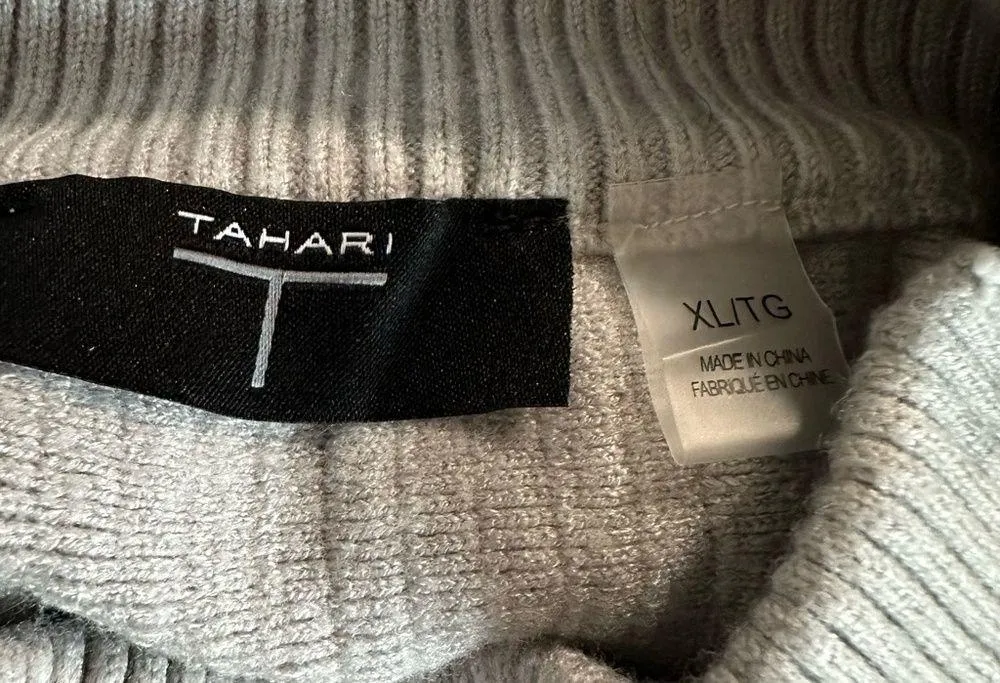 TAHARI
T
XL/TG
MADE IN CHINA
FABRIQUÉ EN CHINE